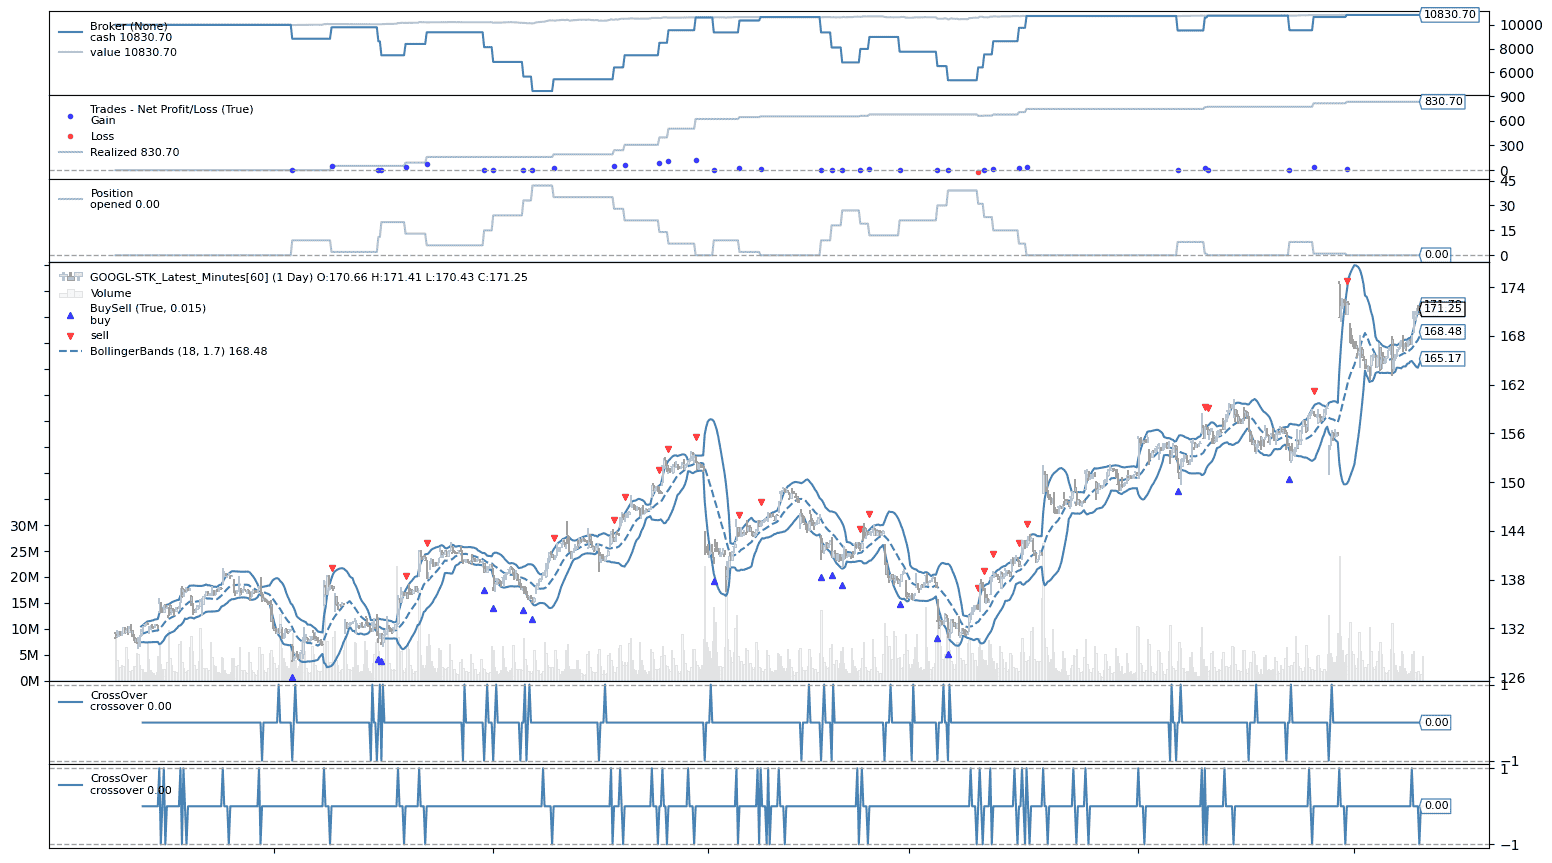 Broker (None)
cash 10830.70
value 10830.70
10830.70
10000
8000
6000
Trades - Net Profit/Loss (True)
Gain
Loss
Realized 830.70
830.70
900
600
300
0
Position
opened 0.00
0.00
45
30
15
0
GOOGL-STK_Latest_Minutes[60] (1 Day) O:170.66 H:171.41 L:170.43 C:171.25
Volume
BuySell (True, 0.015)
buy
sell
BollingerBands (18, 1.7) 168.48
171.25
168.48
165.17
174
168
162
156
150
144
138
132
126
30M
25M
20M
15M
10M
5M
0M
CrossOver
crossover 0.00
0.00
1
−1
CrossOver
crossover 0.00
0.00
1
−1